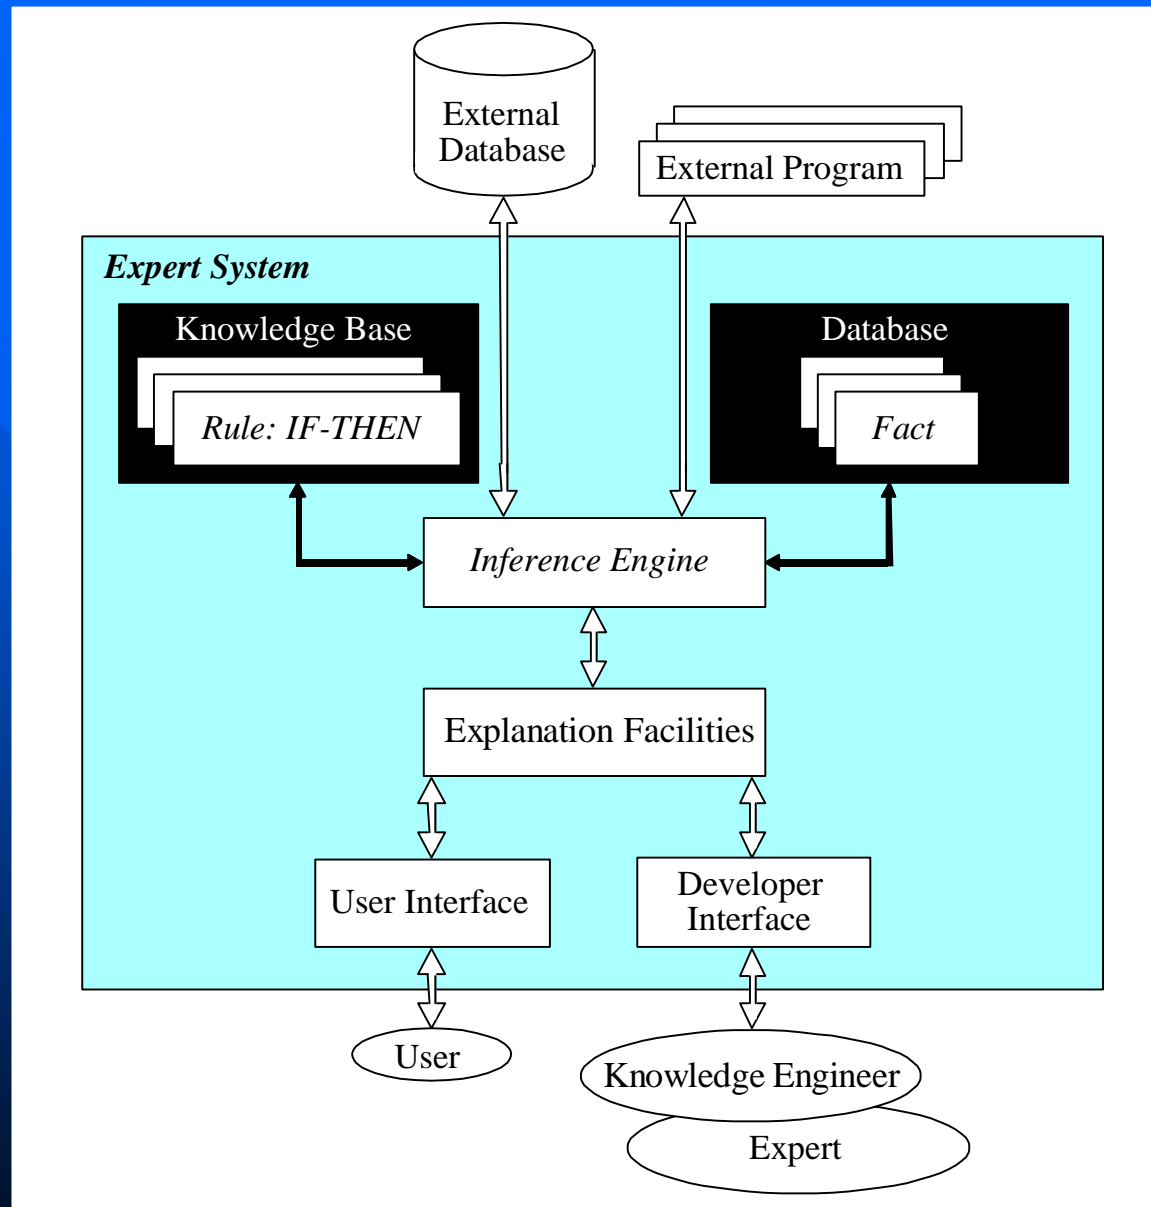 External
Database
External Program
Expert System
Knowledge Base
Rule: IF-THEN
Database
Fact
Inference Engine
Explanation Facilities
User Interface
Developer
Interface
User
Knowledge Engineer
Expert